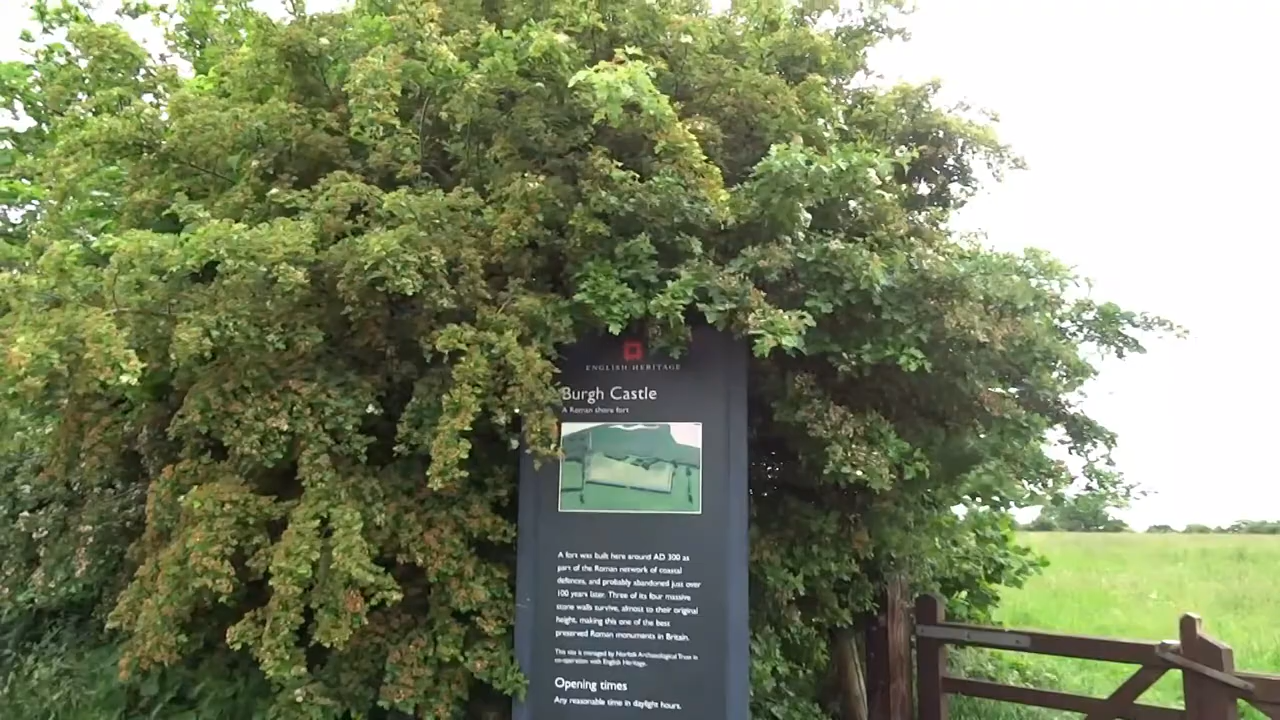 ENGLISH HERITAGE
Burgh Castle
A Roman shore fort
A fort was built here around AD 300 as
part of the Roman network of coastal
defences, and probably abandoned just over
100 years later. Three of its four massive
stone walls survive, almost to their original
height, making this one of the best
preserved Roman monuments in Britain.
This site is managed by Norfolk Archaeological Trust in
co-operation with English Heritage.
Opening times
Any reasonable time in daylight hours.